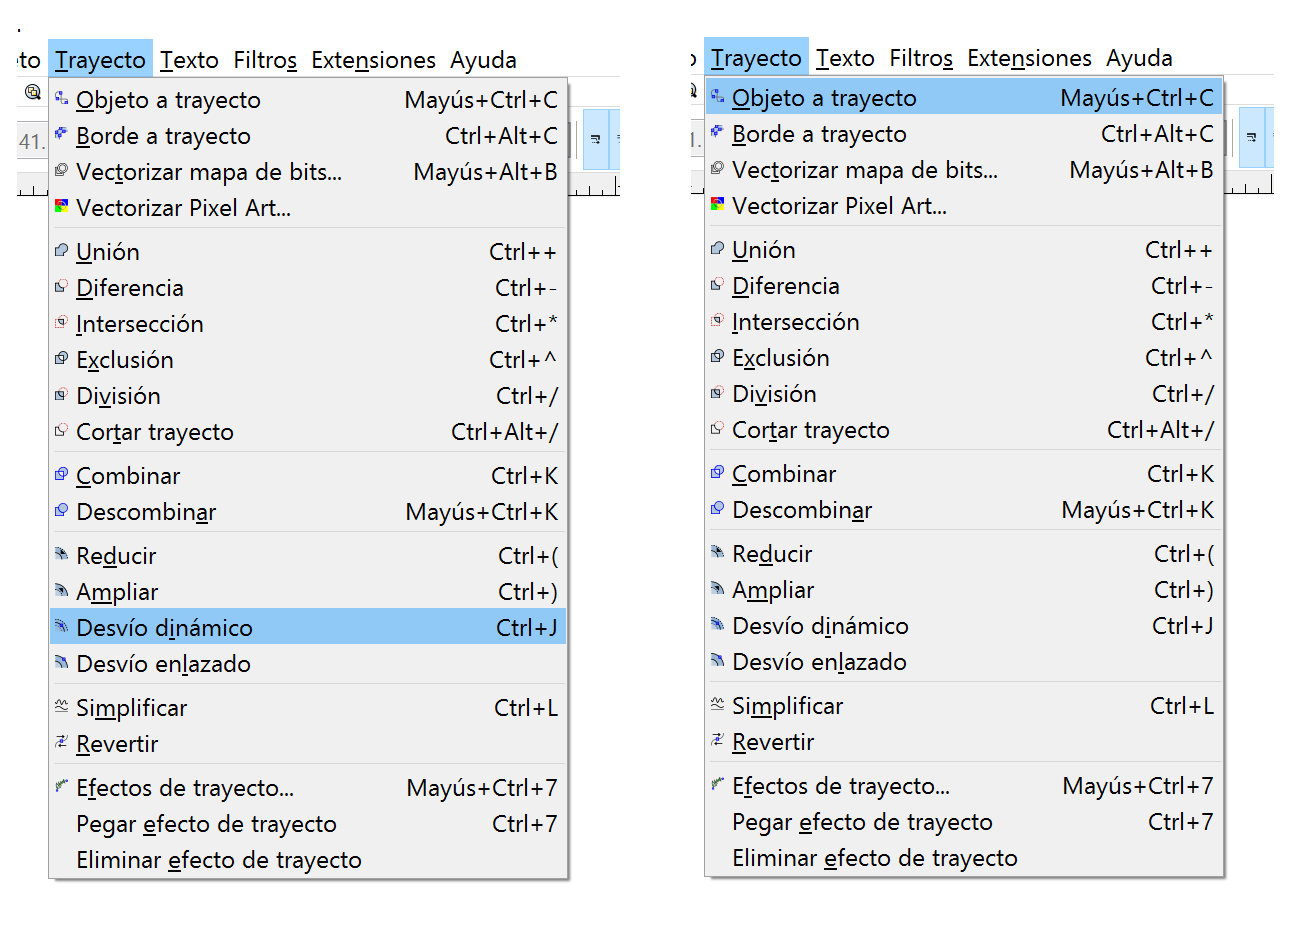 to Trayecto Texto Filtros Extensiones Ayuda
Objeto a trayecto Mayús+Ctrl+C
41. Borde a trayecto Ctrl+Alt+C
Vectorizar mapa de bits... Mayús+Alt+B
Vectorizar Pixel Art...
Unión Ctrl++
Diferencia Ctrl+-
Intersección Ctrl+*
Exclusión Ctrl+^
División Ctrl+/
Cortar trayecto Ctrl+Alt+/
Combinar Ctrl+K
Descombinar Mayús+Ctrl+K
Reducir Ctrl+(
Ampliar Ctrl+)
Desvío dinámico Ctrl+J
Desvío enlazado
Simplificar Ctrl+L
Revertir
Efectos de trayecto... Mayús+Ctrl+7
Pegar efecto de trayecto Ctrl+7
Eliminar efecto de trayecto
Trayecto Texto Filtros Extensiones Ayuda
Objeto a trayecto Mayús+Ctrl+C
Borde a trayecto Ctrl+Alt+C
Vectorizar mapa de bits... Mayús+Alt+B
Vectorizar Pixel Art...
Unión Ctrl++
Diferencia Ctrl+-
Intersección Ctrl+*
Exclusión Ctrl+^
División Ctrl+/
Cortar trayecto Ctrl+Alt+/
Combinar Ctrl+K
Descombinar Mayús+Ctrl+K
Reducir Ctrl+(
Ampliar Ctrl+)
Desvío dinámico Ctrl+J
Desvío enlazado
Simplificar Ctrl+L
Revertir
Efectos de trayecto... Mayús+Ctrl+7
Pegar efecto de trayecto Ctrl+7
Eliminar efecto de trayecto